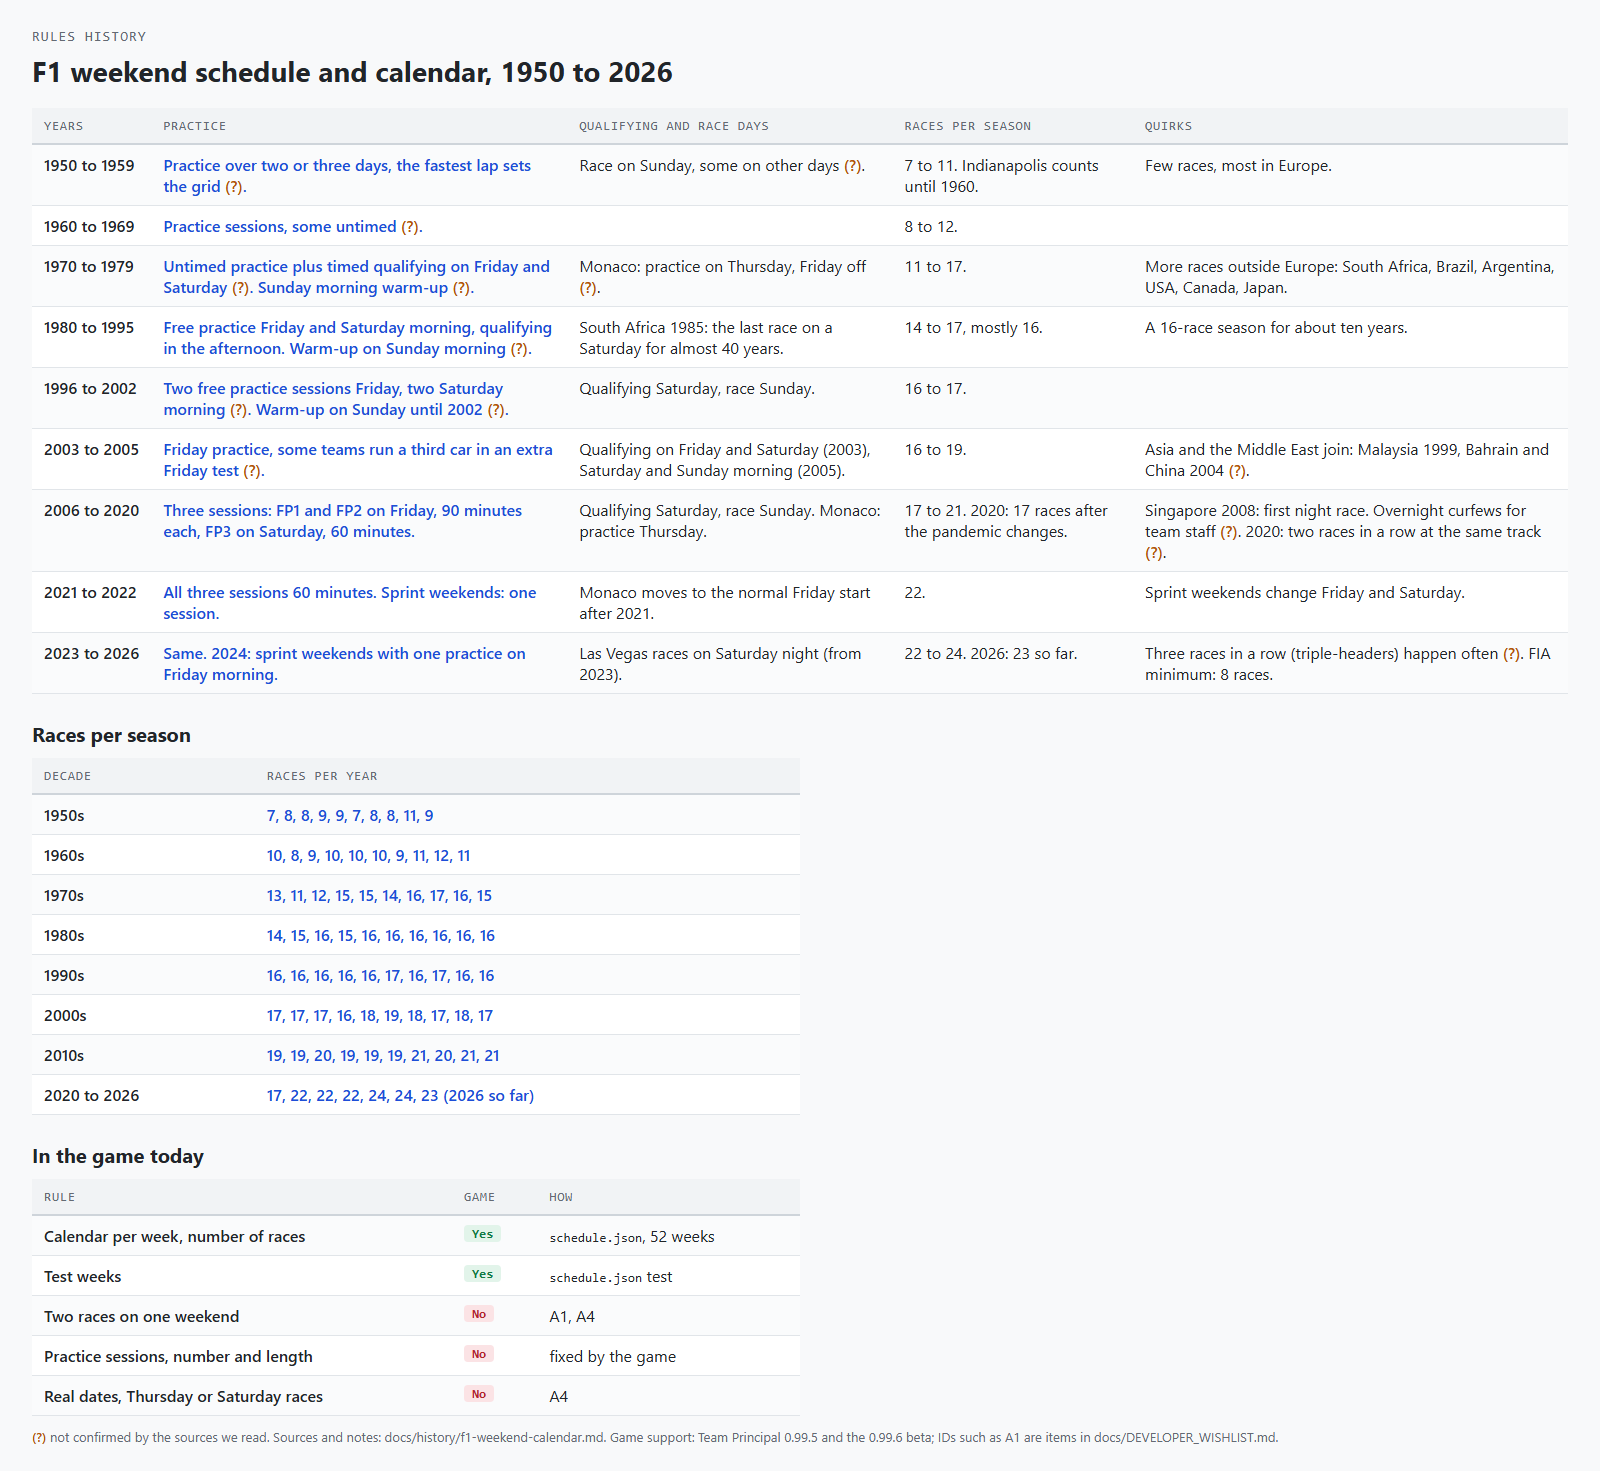 RULES HISTORY
F1 weekend schedule and calendar, 1950 to 2026
YEARS PRACTICE QUALIFYING AND RACE DAYS RACES PER SEASON QUIRKS
1950 to 1959 Practice over two or three days, the fastest lap sets Race on Sunday, some on other days (?). 7 to 11. Indianapolis counts Few races, most in Europe.
the grid (?). until 1960.
1960 to 1969 Practice sessions, some untimed (?). 8 to 12.
1970 to 1979 Untimed practice plus timed qualifying on Friday and Monaco: practice on Thursday, Friday off 11 to 17. More races outside Europe: South Africa, Brazil, Argentina,
Saturday (?). Sunday morning warm-up (?). (?). USA, Canada, Japan.
1980 to 1995 Free practice Friday and Saturday morning, qualifying South Africa 1985: the last race on a 14 to 17, mostly 16. A 16-race season for about ten years.
in the afternoon. Warm-up on Sunday morning (?). Saturday for almost 40 years.
1996 to 2002 Two free practice sessions Friday, two Saturday Qualifying Saturday, race Sunday. 16 to 17.
morning (?). Warm-up on Sunday until 2002 (?).
2003 to 2005 Friday practice, some teams run a third car in an extra Qualifying on Friday and Saturday (2003), 16 to 19. Asia and the Middle East join: Malaysia 1999, Bahrain and
Friday test (?). Saturday and Sunday morning (2005). China 2004 (?).
2006 to 2020 Three sessions: FP1 and FP2 on Friday, 90 minutes Qualifying Saturday, race Sunday. Monaco: 17 to 21. 2020: 17 races after Singapore 2008: first night race. Overnight curfews for
each, FP3 on Saturday, 60 minutes. practice Thursday. the pandemic changes. team staff (?). 2020: two races in a row at the same track
(?).
2021 to 2022 All three sessions 60 minutes. Sprint weekends: one Monaco moves to the normal Friday start 22. Sprint weekends change Friday and Saturday.
session. after 2021.
2023 to 2026 Same. 2024: sprint weekends with one practice on Las Vegas races on Saturday night (from 22 to 24. 2026: 23 so far. Three races in a row (triple-headers) happen often (?). FIA
Friday morning. 2023). minimum: 8 races.
Races per season
DECADE RACES PER YEAR
1950s 7, 8, 8, 9, 9, 7, 8, 8, 11, 9
1960s 10, 8, 9, 10, 10, 10, 9, 11, 12, 11
1970s 13, 11, 12, 15, 15, 14, 16, 17, 16, 15
1980s 14, 15, 16, 15, 16, 16, 16, 16, 16, 16
1990s 16, 16, 16, 16, 16, 17, 16, 17, 16, 16
2000s 17, 17, 17, 16, 18, 19, 18, 17, 18, 17
2010s 19, 19, 20, 19, 19, 19, 21, 20, 21, 21
2020 to 2026 17, 22, 22, 22, 24, 24, 23 (2026 so far)
In the game today
RULE GAME HOW
Calendar per week, number of races Yes schedule.json, 52 weeks
Test weeks Yes schedule.json test
Two races on one weekend No A1, A4
Practice sessions, number and length No fixed by the game
Real dates, Thursday or Saturday races No A4
(?) not confirmed by the sources we read. Sources and notes: docs/history/f1-weekend-calendar.md. Game support: Team Principal 0.99.5 and the 0.99.6 beta; IDs such as A1 are items in docs/DEVELOPER_WISHLIST.md.